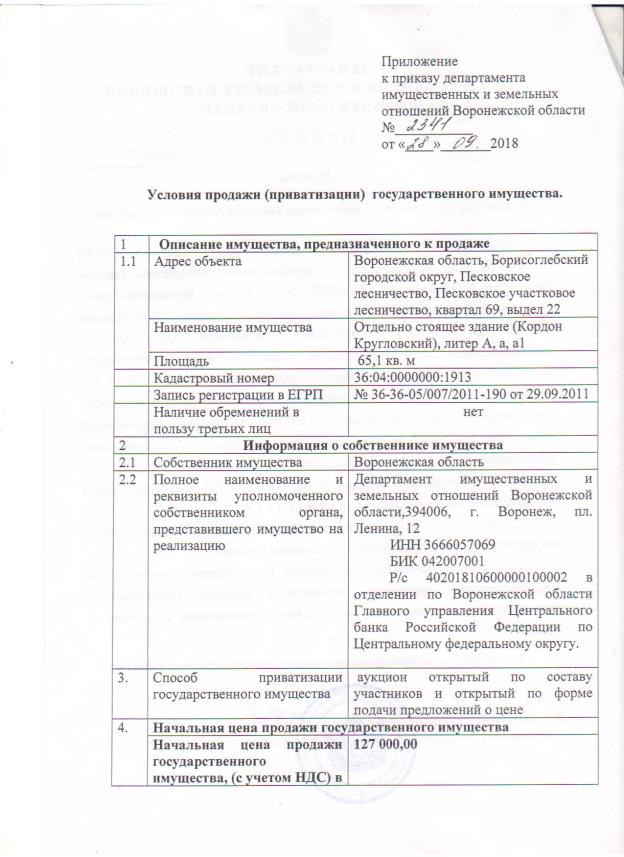 Приложение
к приказу департамента
имущественных и земельных
отношений Воронежской области
№ 2341
от «28» 09. 2018
Условия продажи (приватизации) государственного имущества.
1 Описание имущества, предназначенного к продаже
1.1 Адрес объекта Воронежская область, Борисоглебский
городской округ, Песковское
лесничество, Песковское участковое
лесничество, квартал 69, выдел 22
Наименование имущества Отдельно стоящее здание (Кордон
Кругловский), литер А, а, а1
Площадь 65,1 кв. м
Кадастровый номер 36:04:0000000:1913
Запись регистрации в ЕГРП № 36-36-05/007/2011-190 от 29.09.2011
Наличие обременений в нет
пользу третьих лиц
2 Информация о собственнике имущества
2.1 Собственник имущества Воронежская область
2.2 Полное наименование и Департамент имущественных и
реквизиты уполномоченного земельных отношений Воронежской
собственником органа, области,394006, г. Воронеж, пл.
представившего имущество на Ленина, 12
реализацию ИНН 3666057069
БИК 042007001
Р/с 40201810600000100002 в
отделении по Воронежской области
Главного управления Центрального
банка Российской Федерации по
Центральному федеральному округу.
3. Способ приватизации аукцион открытый по составу
государственного имущества участников и открытый по форме
подачи предложений о цене
4. Начальная цена продажи государственного имущества
Начальная цена продажи 127 000,00
государственного
имущества, (с учетом НДС) в